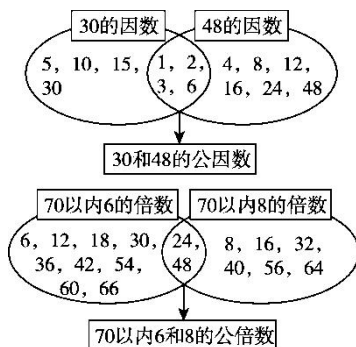 30的因数 48的因数
5，10，15， 1，2， 4，8，12，
30 3，6 16，24，48
30和48的公因数
70以内6的倍数 70以内8的倍数
6，12，18，30， 24， 8，16，32，
36，42，54， 48 40，56，64
60，66
70以内6和8的公倍数